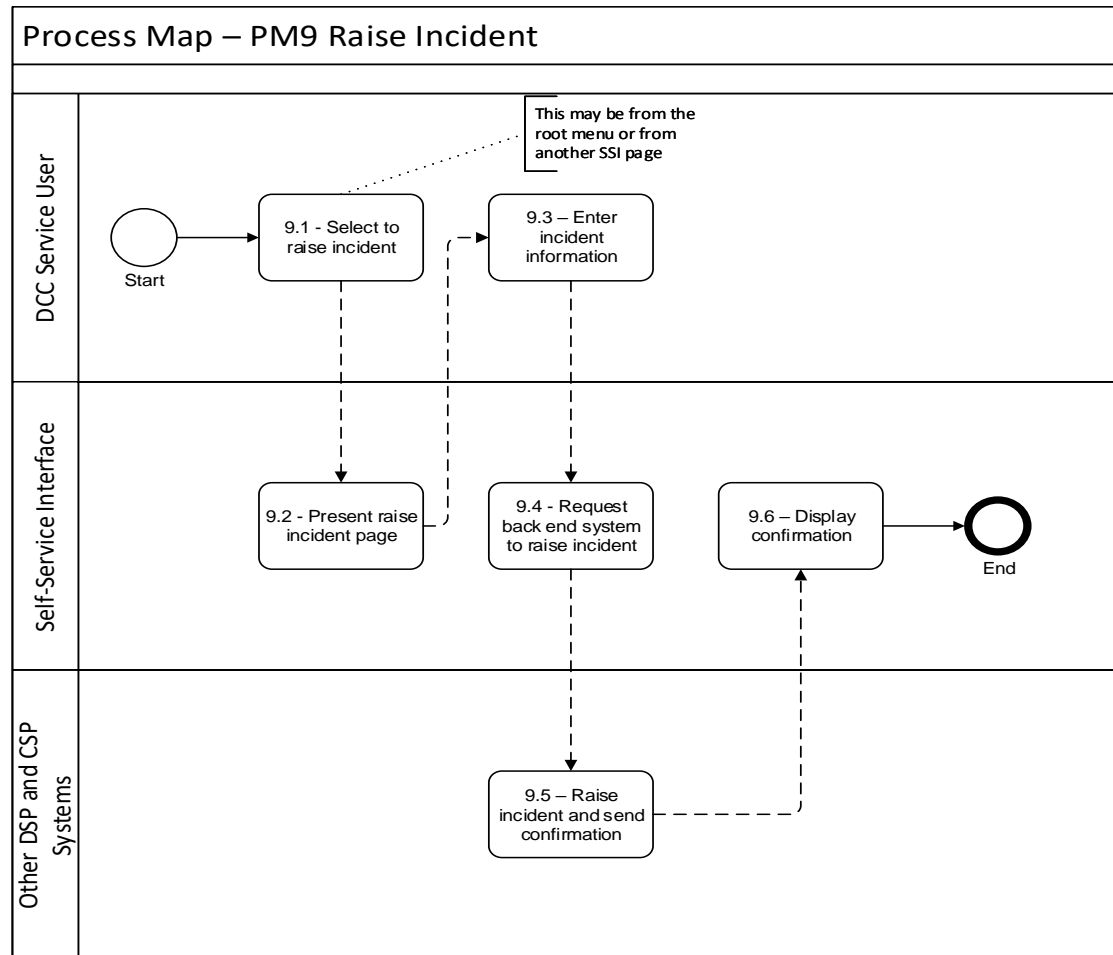 Process Map – PM9 Raise Incident
DCC Service User
This may be from the
root menu or from
another SSI page
Start
9.1 - Select to
raise incident
9.3 – Enter
incident
information
Self-Service Interface
9.2 - Present raise
incident page
9.4 - Request
back end system
to raise incident
9.6 – Display
confirmation
End
Other DSP and CSP
Systems
9.5 – Raise
incident and send
confirmation